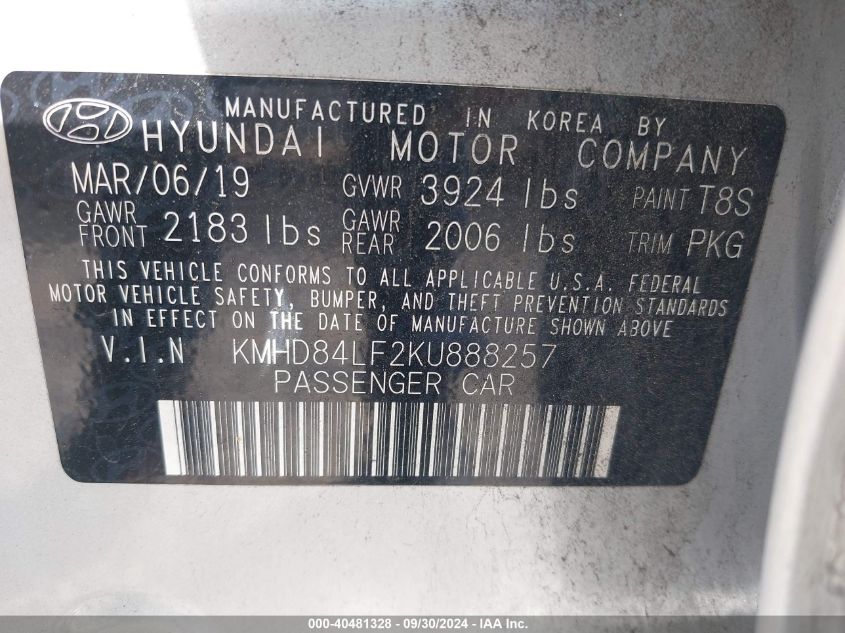 MANUFACTURED IN KOREA BY
HYUNDAI MOTOR COMPANY
MAR/06/19 GVWR 3924 lbs PAINT T8S
GAWR FRONT 2183 lbs GAWR REAR 2006 lbs TRIM PKG
THIS VEHICLE CONFORMS TO ALL APPLICABLE U.S.A. FEDERAL
MOTOR VEHICLE SAFETY, BUMPER, AND THEFT PREVENTION STANDARDS
IN EFFECT ON THE DATE OF MANUFACTURE SHOWN ABOVE
V.I.N KMHD84LF2KU888257
PASSENGER CAR
000-40481328 - 09/30/2024 - IAA Inc.